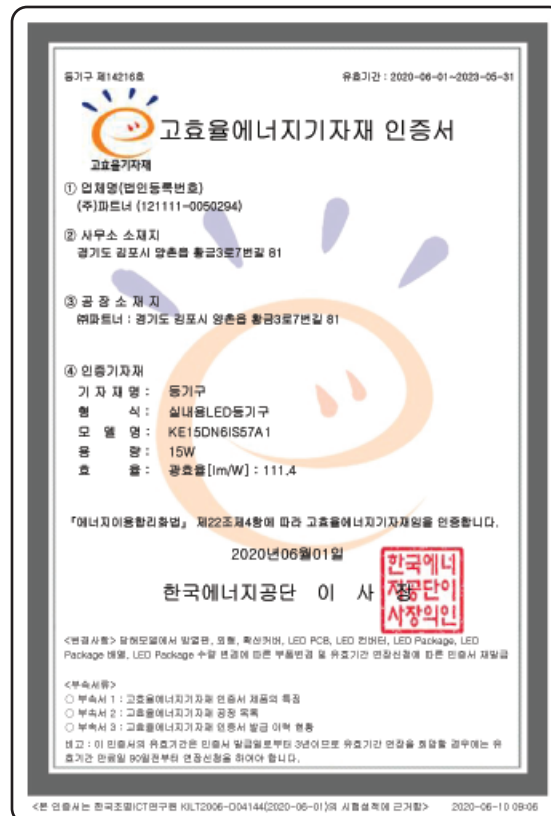 등기구 제14216호
유효기간 : 2020-06-01~2023-05-31
고효율에너지기자재 인증서
고효율기자재
① 업체명(법인등록번호)
(주)파트너 (121111-0050294)
② 사무소 소재지
경기도 김포시 양촌읍 황금3로7번길 81
③ 공 장 소 재 지
㈜파트너 : 경기도 김포시 양촌읍 황금3로7번길 81
④ 인증기자재
기 자 재 명 : 등기구
형 식 : 실내용LED등기구
모 델 명 : KE15DN6IS57A1
용 량 : 15W
효 율 : 광효율[lm/W] : 111.4
『에너지이용합리화법』 제22조제4항에 따라 고효율에너지기자재임을 인증합니다.
2020년06월01일
한국에너지공단 이 사 장
한국에너
지공단이
사장의인
<변경사항> 당해모델에서 방열판, 외형, 확산커버, LED PCB, LED 컨버터, LED Package, LED
Package 배열, LED Package 수량 변경에 따른 부품변경 및 유효기간 연장신청에 따른 인증서 재발급
<부속서류>
○ 부속서 1 : 고효율에너지기자재 인증서 제품의 특징
○ 부속서 2 : 고효율에너지기자재 공장 목록
○ 부속서 3 : 고효율에너지기자재 인증서 발급 이력 현황
비고 : 이 인증서의 유효기간은 인증서 발급일로부터 3년이므로 유효기간 연장을 희망할 경우에는 유
효기간 만료일 90일전부터 연장신청을 하여야 합니다.
<본 인증서는 한국조명ICT연구원 KILT2006-D04144(2020-06-01)의 시험성적에 근거함> 2020-06-10 09:06